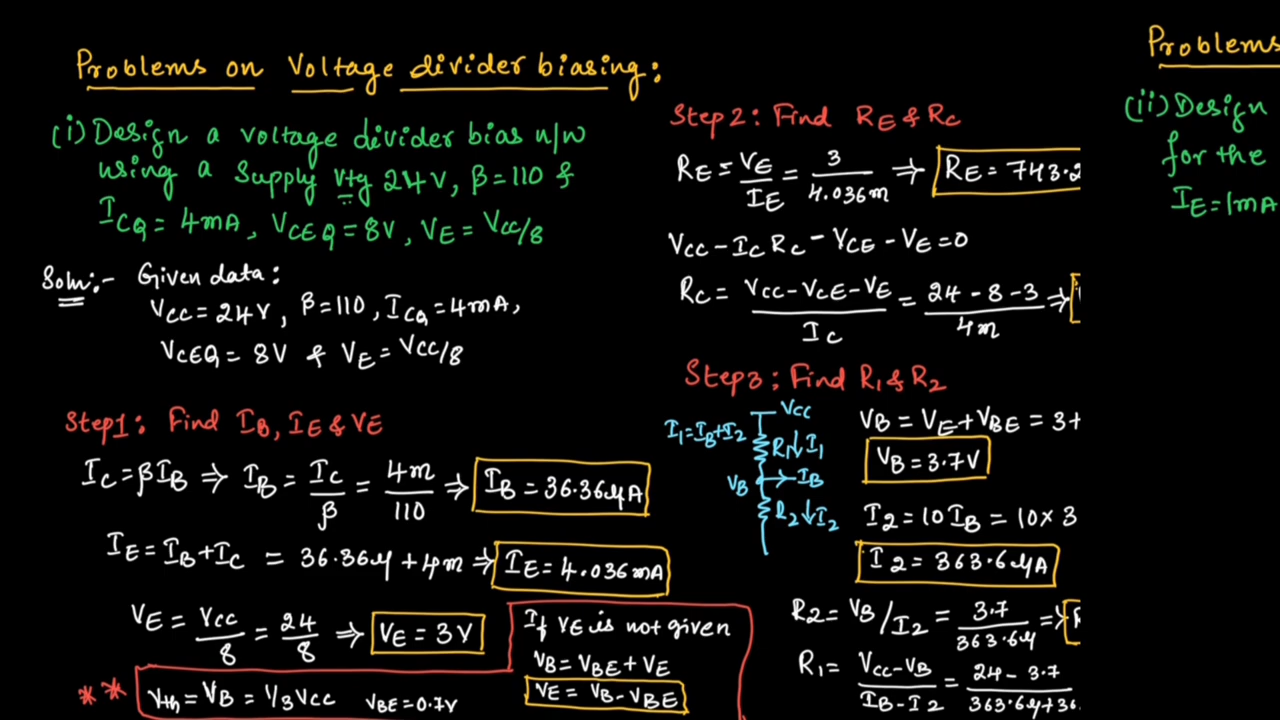 Problems on Voltage divider biasing:
(i) Design a voltage divider bias n/w
using a Supply Vtg 24V, β=110 &
ICQ = 4mA, VCEQ=8V, VE = VCC/8
Soln:- Given data:
VCC = 24V, β=110, ICQ = 4mA,
VCEQ = 8V & VE = VCC/8
Step1: Find IB, IE & VE
IC = βIB ⇒ IB = IC/β = 4m/110 ⇒ IB = 36.36μA
IE = IB+IC = 36.36μ + 4m ⇒ IE = 4.036mA
VE = VCC/8 = 24/8 ⇒ VE = 3V
If VE is not given
VB = VBE + VE
VE = VB - VBE
** Vth = VB = 1/3 VCC VBE = 0.7V
Step2: Find RE & RC
RE = VE/IE = 3/4.036m ⇒ RE = 743.2
VCC - IC RC - VCE - VE = 0
RC = VCC-VCE-VE/IC = 24-8-3/4m ⇒
Step3: Find R1 & R2
VCC
I1 = IB+I2
R1 ↓ I1
VB → IB
R2 ↓ I2
VB = VE + VBE = 3+
VB = 3.7V
I2 = 10IB = 10×3
I2 = 363.6μA
R2 = VB/I2 = 3.7/363.6μ ⇒
R1 = VCC-VB/IB-I2 = 24-3.7/363.6μ+36.
Problems
(ii) Design
for the
IE = 1mA